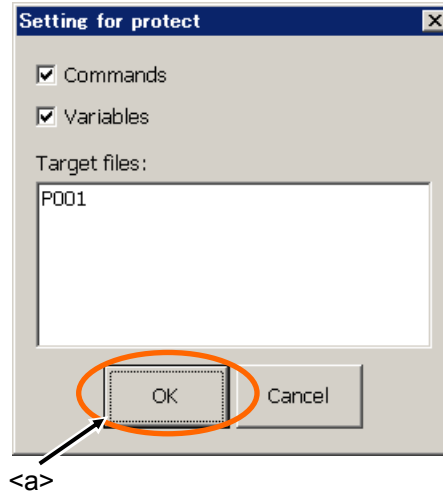 Setting for protect
Commands
Variables
Target files:
P001
OK
Cancel
<a>